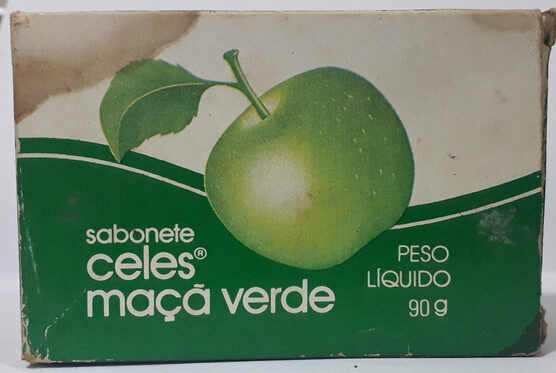 sabonete
celes®
maçã verde
PESO
LÍQUIDO
90 g